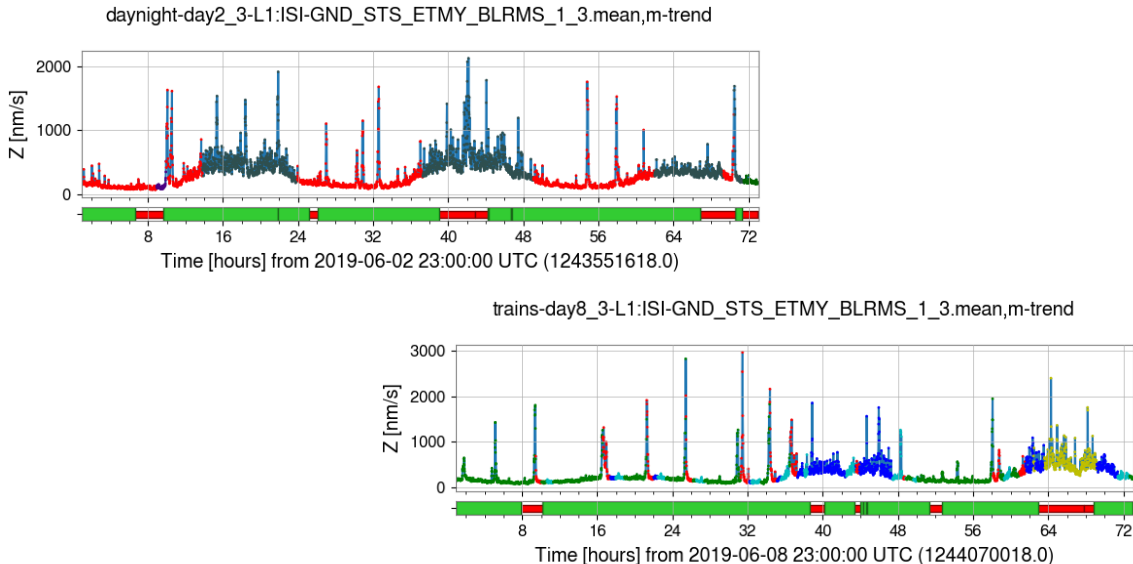 daynight-day2_3-L1:ISI-GND_STS_ETMY_BLRMS_1_3.mean,m-trend
2000
1000
0
Z [nm/s]
8 16 24 32 40 48 56 64 72
Time [hours] from 2019-06-02 23:00:00 UTC (1243551618.0)
trains-day8_3-L1:ISI-GND_STS_ETMY_BLRMS_1_3.mean,m-trend
3000
2000
1000
0
Z [nm/s]
8 16 24 32 40 48 56 64 72
Time [hours] from 2019-06-08 23:00:00 UTC (1244070018.0)